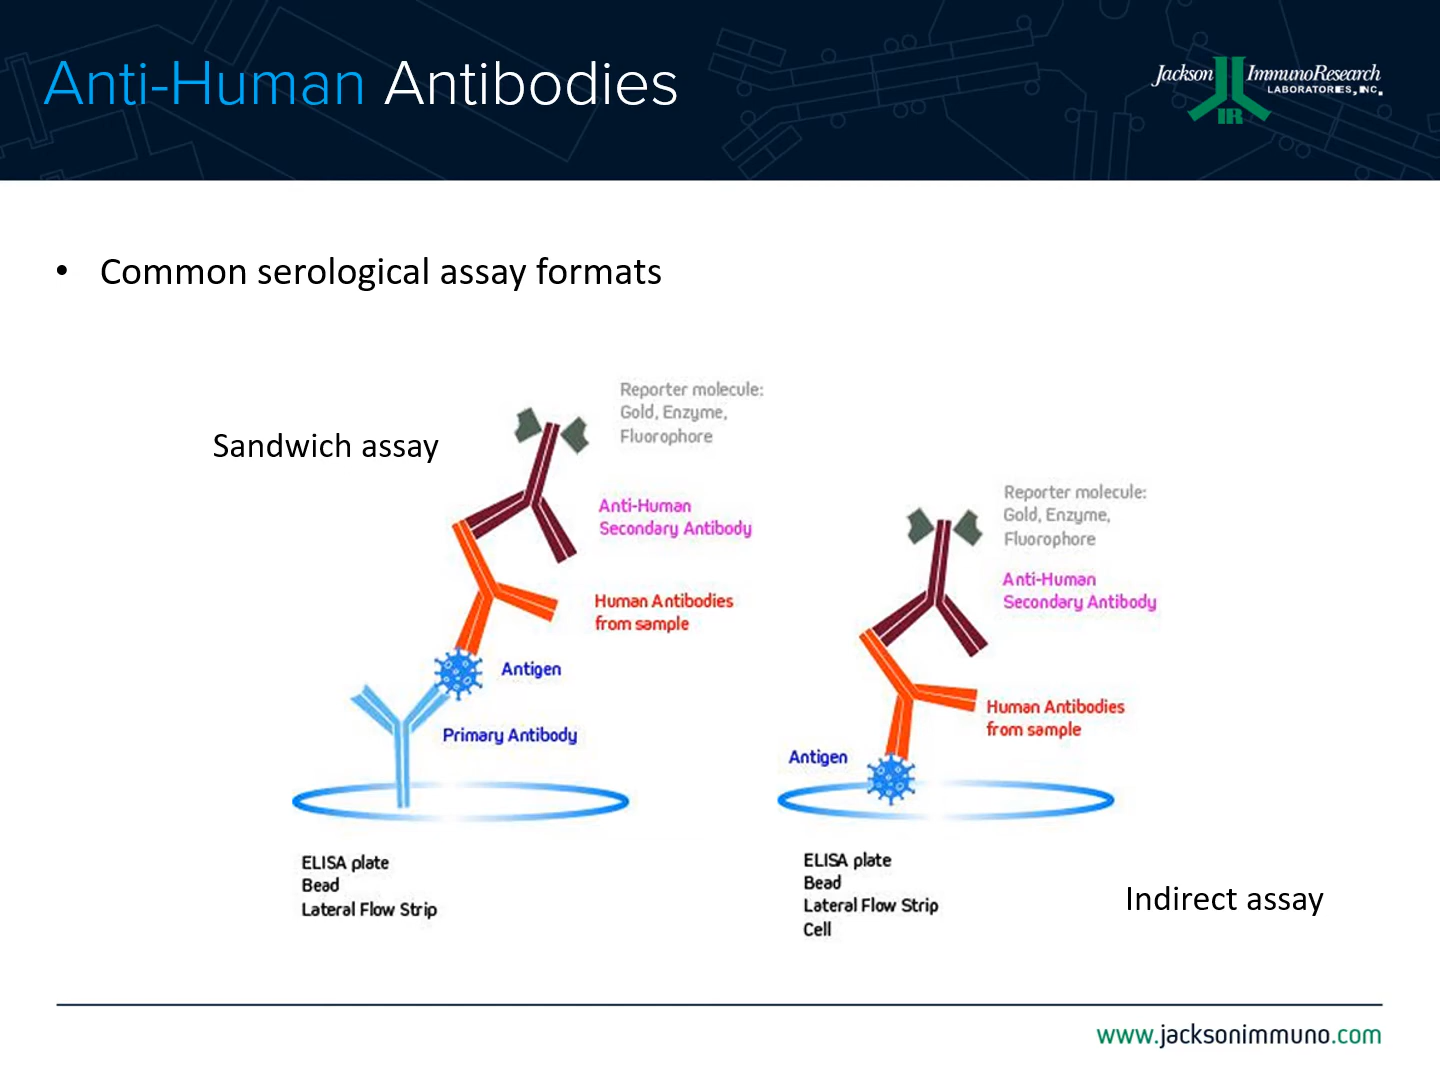 Anti-Human Antibodies
Jackson ImmunoResearch
LABORATORIES, INC.
IR
• Common serological assay formats
Sandwich assay
Reporter molecule:
Gold, Enzyme,
Fluorophore
Anti-Human
Secondary Antibody
Human Antibodies
from sample
Antigen
Primary Antibody
ELISA plate
Bead
Lateral Flow Strip
Reporter molecule:
Gold, Enzyme,
Fluorophore
Anti-Human
Secondary Antibody
Human Antibodies
from sample
Antigen
ELISA plate
Bead
Lateral Flow Strip
Cell
Indirect assay
www.jacksonimmuno.com